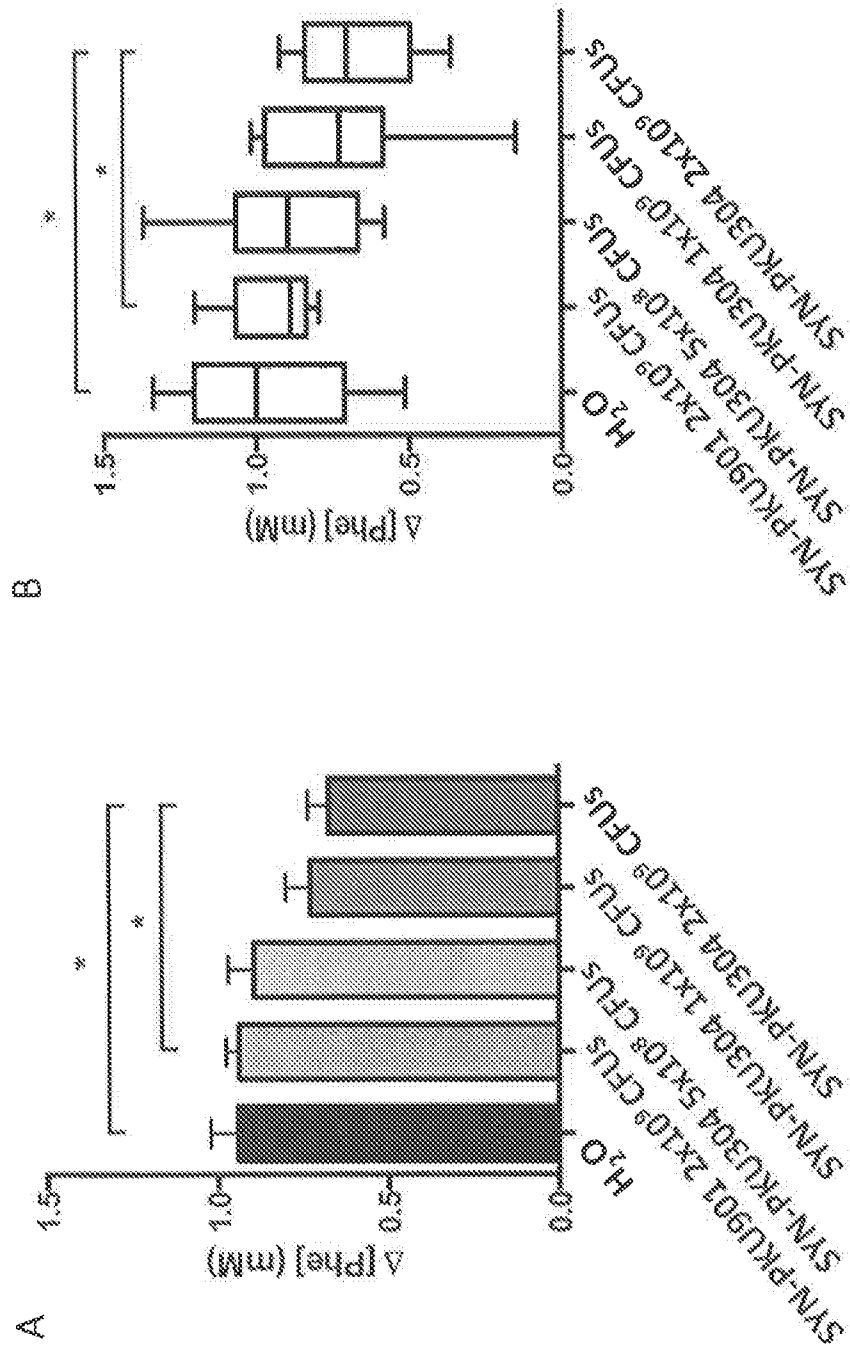 A
Δ [Phe] (mM)
1.5
1.0
0.5
0.0
*
*
H₂O
SYN-PKU901 2x10⁹ CFUs
SYN-PKU304 5x10⁸ CFUs
SYN-PKU304 1x10⁹ CFUs
SYN-PKU304 2x10⁹ CFUs
B
Δ [Phe] (mM)
1.5
1.0
0.5
0.0
*
*
H₂O
SYN-PKU901 2x10⁹ CFUs
SYN-PKU304 5x10⁸ CFUs
SYN-PKU304 1x10⁹ CFUs
SYN-PKU304 2x10⁹ CFUs